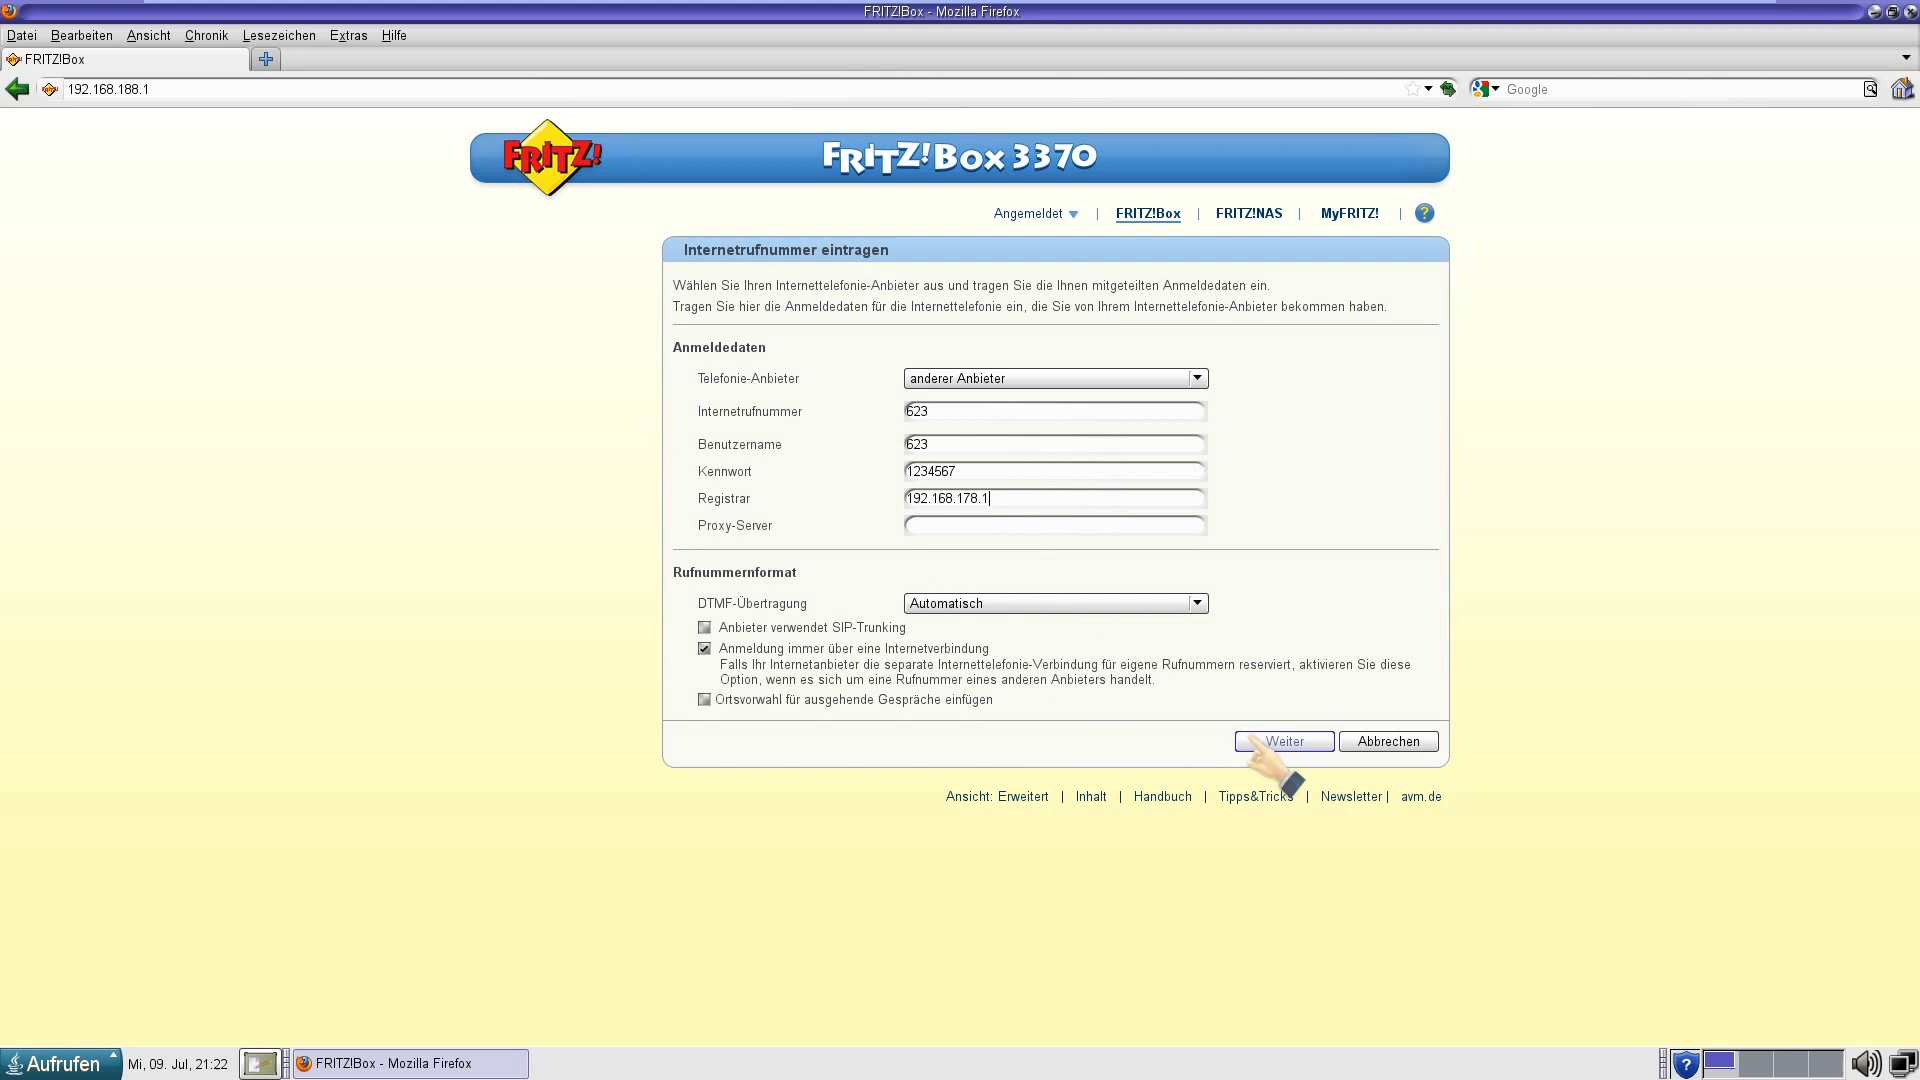 FRITZ!Box - Mozilla Firefox
Datei Bearbeiten Ansicht Chronik Lesezeichen Extras Hilfe
FRITZ!Box
192.168.188.1
Google
FRITZ!
FRITZ!Box 3370
Angemeldet | FRITZ!Box | FRITZ!NAS | MyFRITZ! | ?
Internetrufnummer eintragen
Wählen Sie Ihren Internettelefonie-Anbieter aus und tragen Sie die Ihnen mitgeteilten Anmeldedaten ein.
Tragen Sie hier die Anmeldedaten für die Internettelefonie ein, die Sie von Ihrem Internettelefonie-Anbieter bekommen haben.
Anmeldedaten
Telefonie-Anbieter anderer Anbieter
Internetrufnummer 623
Benutzername 623
Kennwort 1234567
Registrar 192.168.178.1
Proxy-Server
Rufnummernformat
DTMF-Übertragung Automatisch
Anbieter verwendet SIP-Trunking
Anmeldung immer über eine Internetverbindung
Falls Ihr Internetanbieter die separate Internettelefonie-Verbindung für eigene Rufnummern reserviert, aktivieren Sie diese
Option, wenn es sich um eine Rufnummer eines anderen Anbieters handelt.
Ortsvorwahl für ausgehende Gespräche einfügen
Weiter Abbrechen
Ansicht: Erweitert | Inhalt | Handbuch | Tipps&Tricks | Newsletter | avm.de
Aufrufen Mi, 09. Jul, 21:22 FRITZ!Box - Mozilla Firefox ?